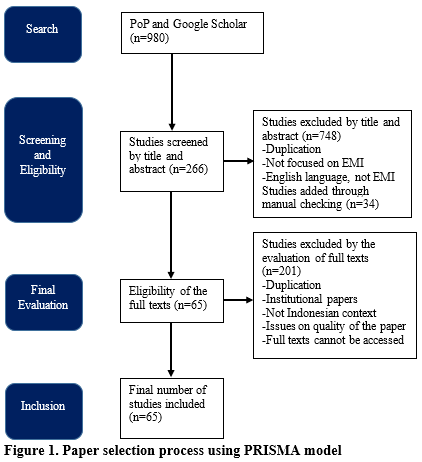 Search
PoP and Google Scholar
(n=980)
Screening
and
Eligibility
Studies screened
by title and
abstract (n=266)
Studies excluded by title and
abstract (n=748)
-Duplication
-Not focused on EMI
-English language, not EMI
Studies added through
manual checking (n=34)
Final
Evaluation
Eligibility of the
full texts (n=65)
Studies excluded by the
evaluation of full texts
(n=201)
-Duplication
-Institutional papers
-Not Indonesian context
-Issues on quality of the paper
-Full texts cannot be accessed
Inclusion
Final number of
studies included
(n=65)
Figure 1. Paper selection process using PRISMA model